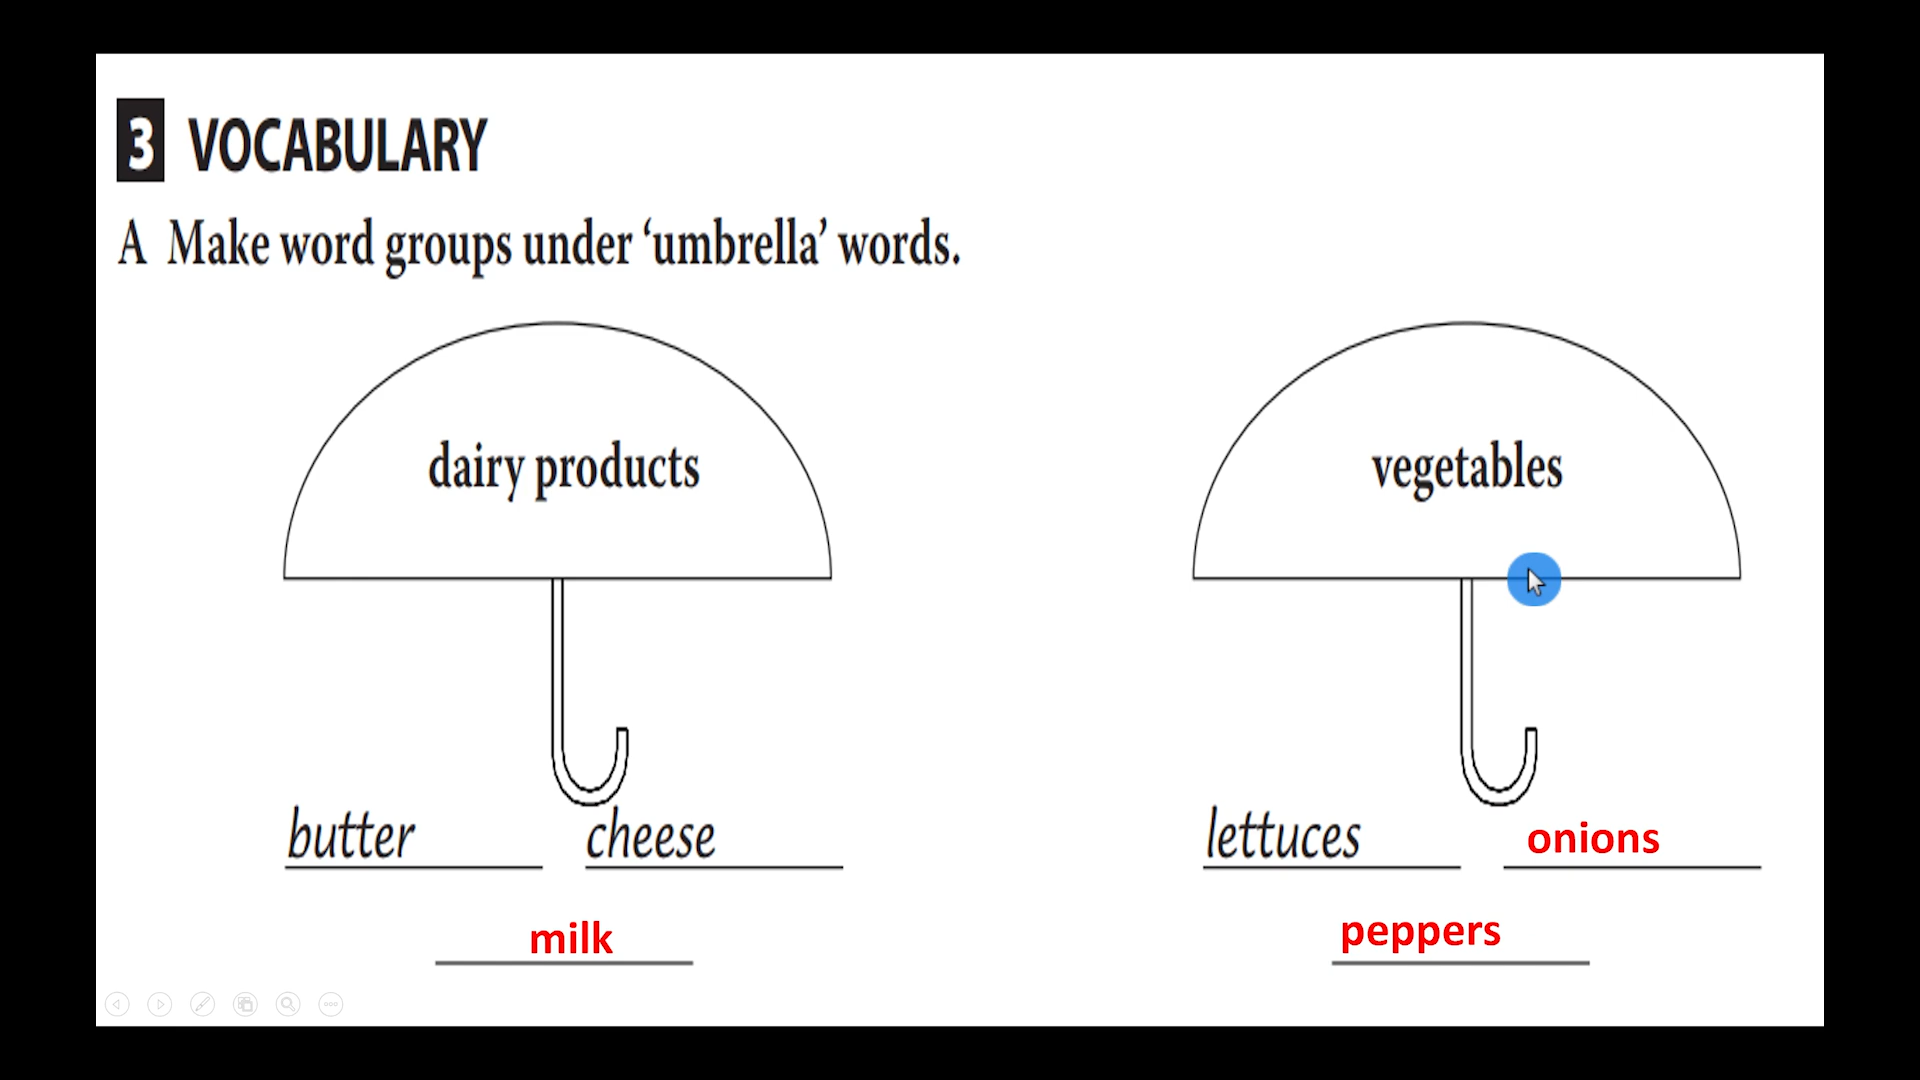 3 VOCABULARY
A Make word groups under ‘umbrella’ words.
dairy products
vegetables
butter cheese
lettuces onions
milk
peppers